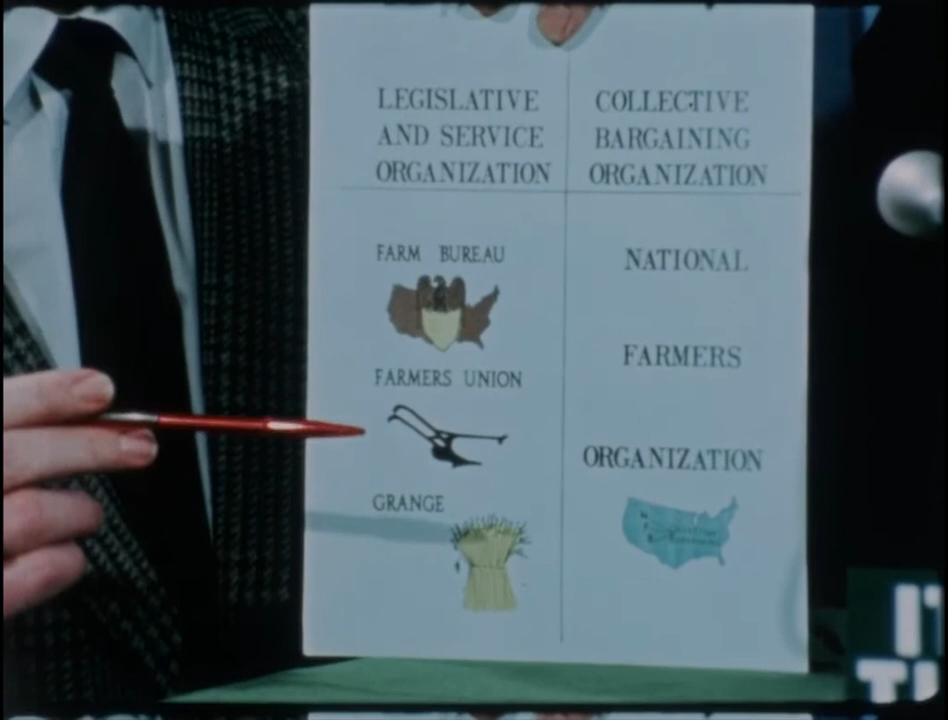 LEGISLATIVE
AND SERVICE
ORGANIZATION
FARM BUREAU
FARMERS UNION
GRANGE
COLLECTIVE
BARGAINING
ORGANIZATION
NATIONAL
FARMERS
ORGANIZATION